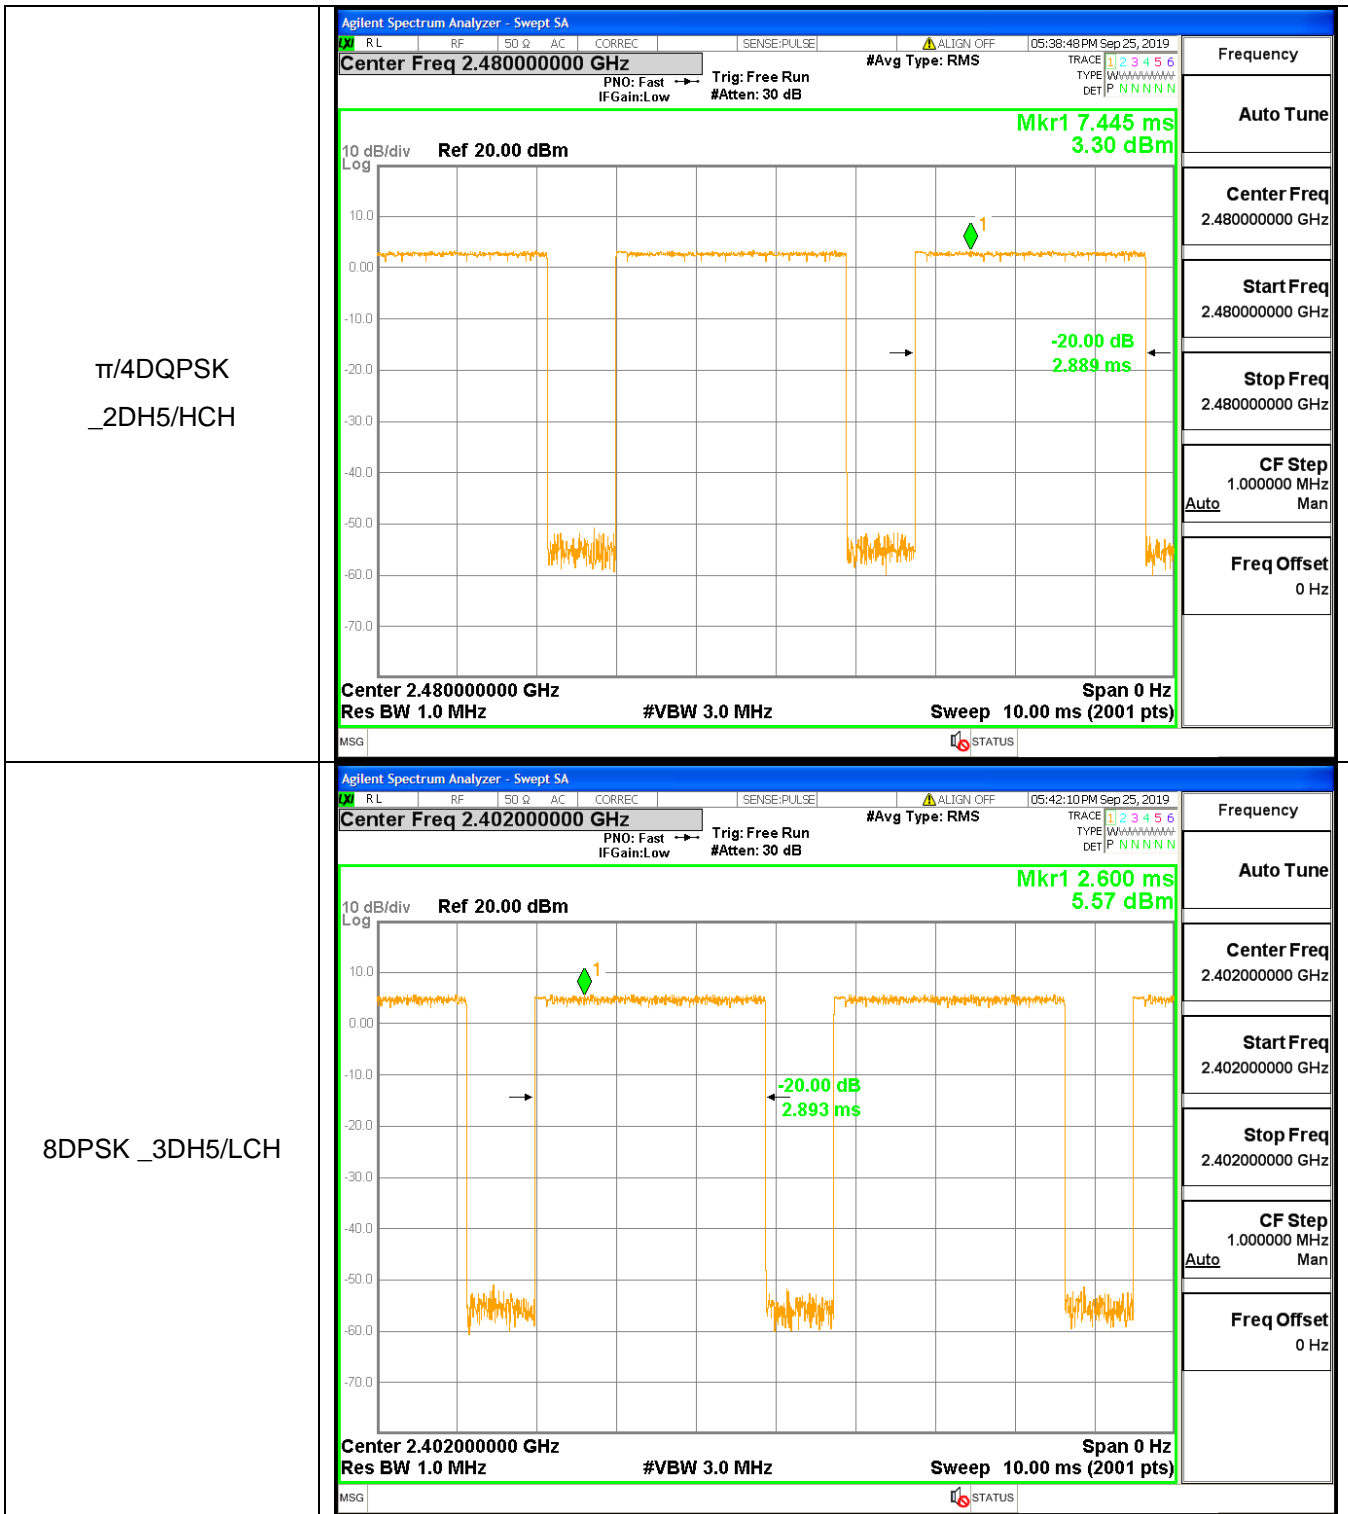 π/4DQPSK
_2DH5/HCH
Agilent Spectrum Analyzer - Swept SA
LXI RL RF 50 Ω AC CORREC SENSE:PULSE ALIGN OFF 05:38:48 PM Sep 25, 2019
Center Freq 2.480000000 GHz
#Avg Type: RMS
TRACE 1 2 3 4 5 6
PNO: Fast Trig: Free Run
TYPE
IFGain:Low #Atten: 30 dB
DET P N N N N N
Mkr1 7.445 ms
3.30 dBm
10 dB/div Ref 20.00 dBm
Log
10.0
0.00
-10.0
-20.0
-30.0
-40.0
-50.0
-60.0
-70.0
1
-20.00 dB
2.889 ms
Center 2.480000000 GHz Span 0 Hz
Res BW 1.0 MHz #VBW 3.0 MHz Sweep 10.00 ms (2001 pts)
MSG STATUS
Frequency
Auto Tune
Center Freq
2.480000000 GHz
Start Freq
2.480000000 GHz
Stop Freq
2.480000000 GHz
CF Step
1.000000 MHz
Auto Man
Freq Offset
0 Hz
8DPSK _3DH5/LCH
Agilent Spectrum Analyzer - Swept SA
LXI RL RF 50 Ω AC CORREC SENSE:PULSE ALIGN OFF 05:42:10 PM Sep 25, 2019
Center Freq 2.402000000 GHz
#Avg Type: RMS
TRACE 1 2 3 4 5 6
PNO: Fast Trig: Free Run
TYPE
IFGain:Low #Atten: 30 dB
DET P N N N N N
Mkr1 2.600 ms
5.57 dBm
10 dB/div Ref 20.00 dBm
Log
10.0
0.00
-10.0
-20.0
-30.0
-40.0
-50.0
-60.0
-70.0
1
-20.00 dB
2.893 ms
Center 2.402000000 GHz Span 0 Hz
Res BW 1.0 MHz #VBW 3.0 MHz Sweep 10.00 ms (2001 pts)
MSG STATUS
Frequency
Auto Tune
Center Freq
2.402000000 GHz
Start Freq
2.402000000 GHz
Stop Freq
2.402000000 GHz
CF Step
1.000000 MHz
Auto Man
Freq Offset
0 Hz